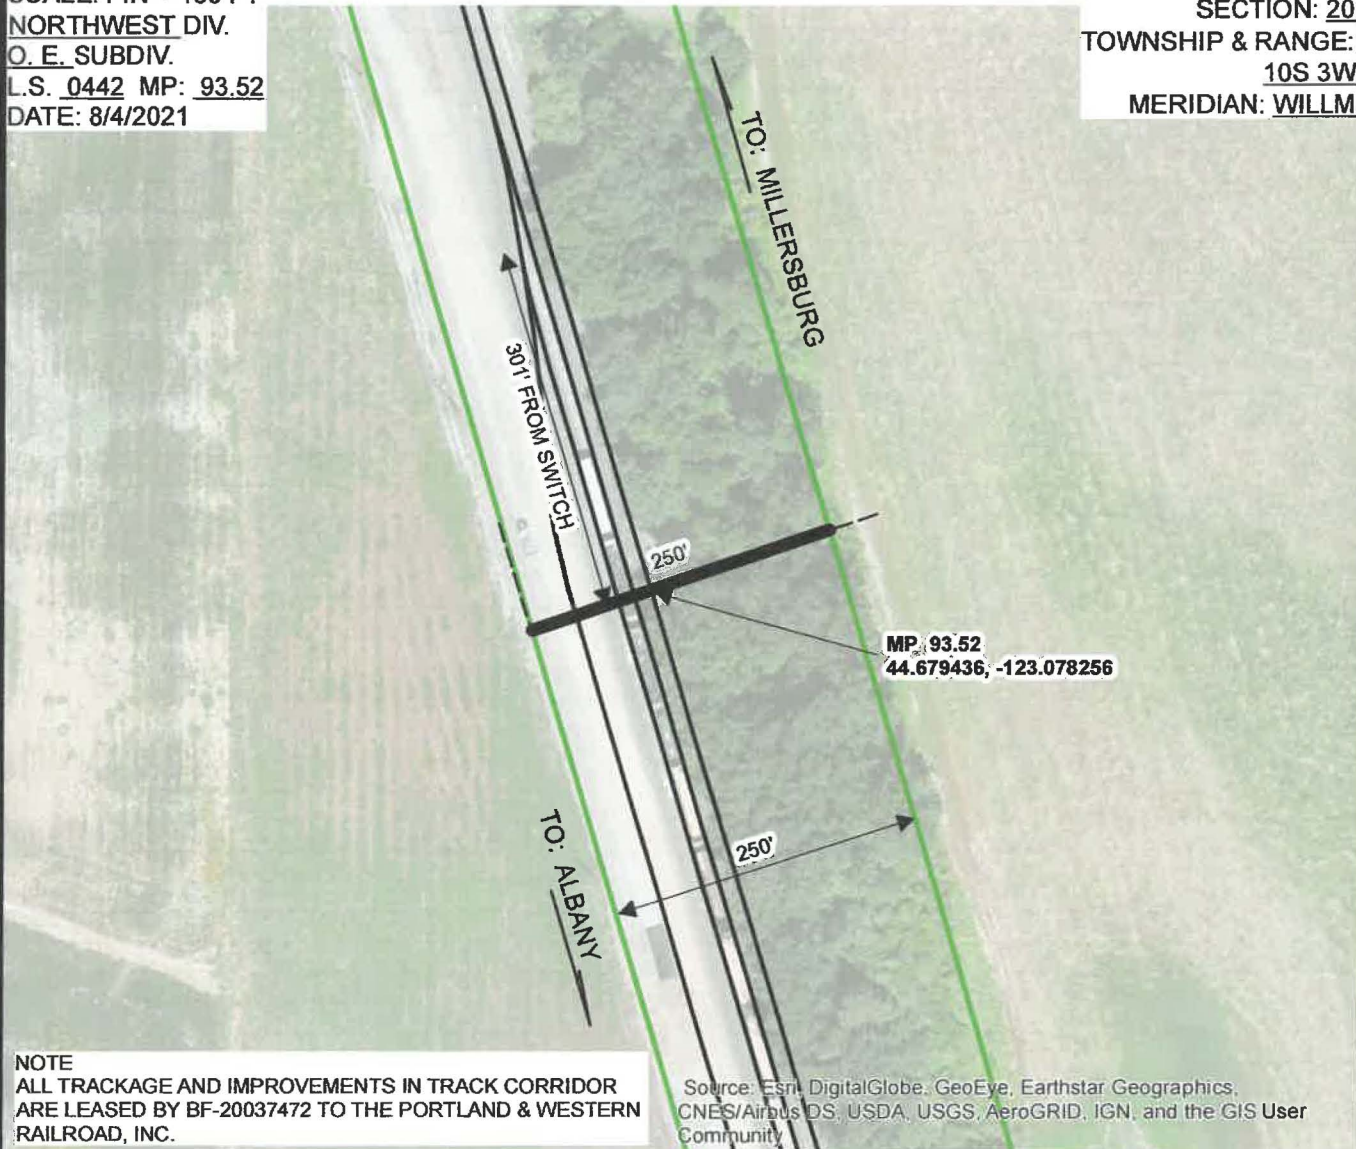 NORTHWEST DIV.
O. E. SUBDIV.
L.S. 0442 MP: 93.52
DATE: 8/4/2021
SECTION: 20
TOWNSHIP & RANGE:
10S 3W
MERIDIAN: WILLM
TO: MILLERSBURG
301' FROM SWITCH
250'
MP 93.52
44.679436, -123.078256
250'
TO: ALBANY
NOTE
ALL TRACKAGE AND IMPROVEMENTS IN TRACK CORRIDOR
ARE LEASED BY BF-20037472 TO THE PORTLAND & WESTERN
RAILROAD, INC.
Source: Esri, DigitalGlobe, GeoEye, Earthstar Geographics,
CNES/Airbus DS, USDA, USGS, AeroGRID, IGN, and the GIS User
Community